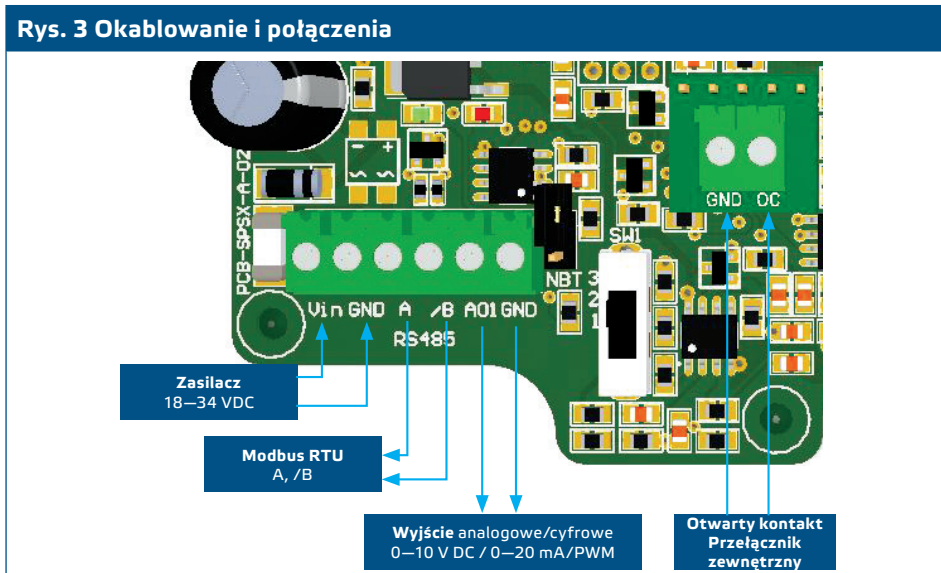 Rys. 3 Okablowanie i połączenia
PCB-SPSX-A-02
- +
GND OC
SW1
NBT 3
2
1
Vin GND A /B AO1 GND
RS485
Zasilacz
18—34 VDC
Modbus RTU
A, /B
Wyjście analogowe/cyfrowe
0—10 V DC / 0—20 mA/PWM
Otwarty kontakt
Przełącznik
zewnętrzny